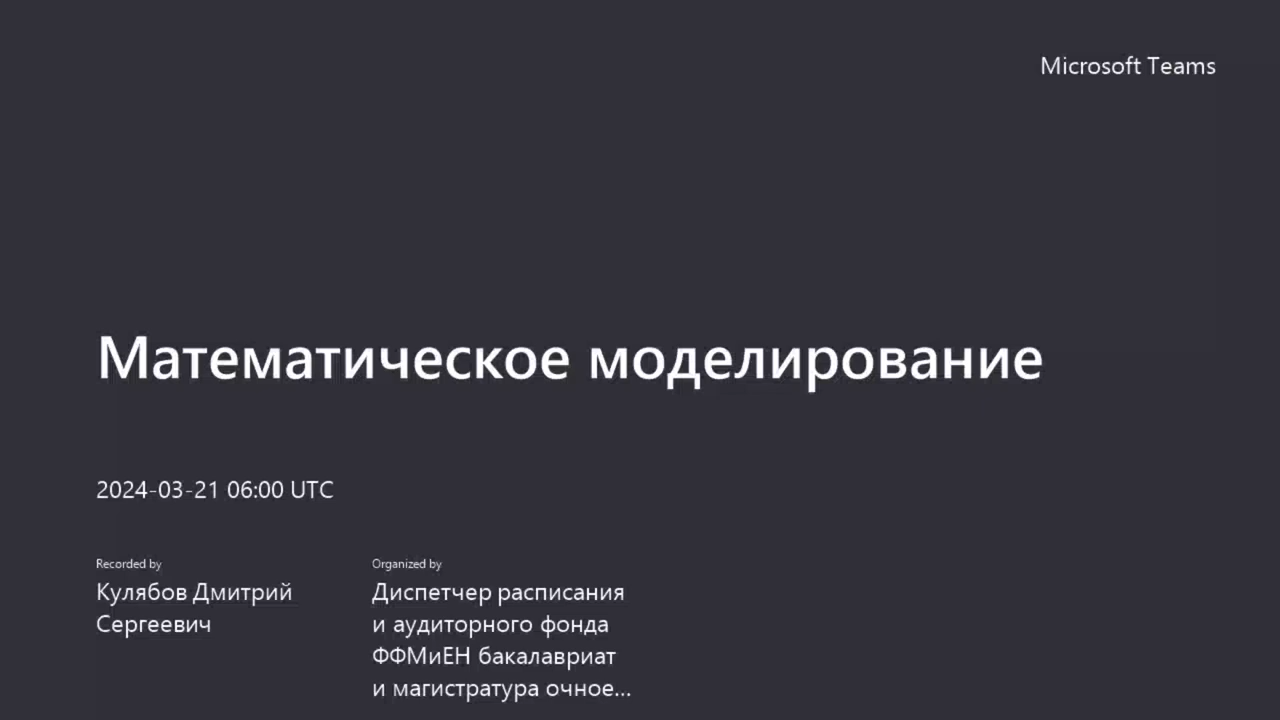 Microsoft Teams
Математическое моделирование
2024-03-21 06:00 UTC
Recorded by
Кулябов Дмитрий
Сергеевич
Organized by
Диспетчер расписания
и аудиторного фонда
ФФМиЕН бакалавриат
и магистратура очное...